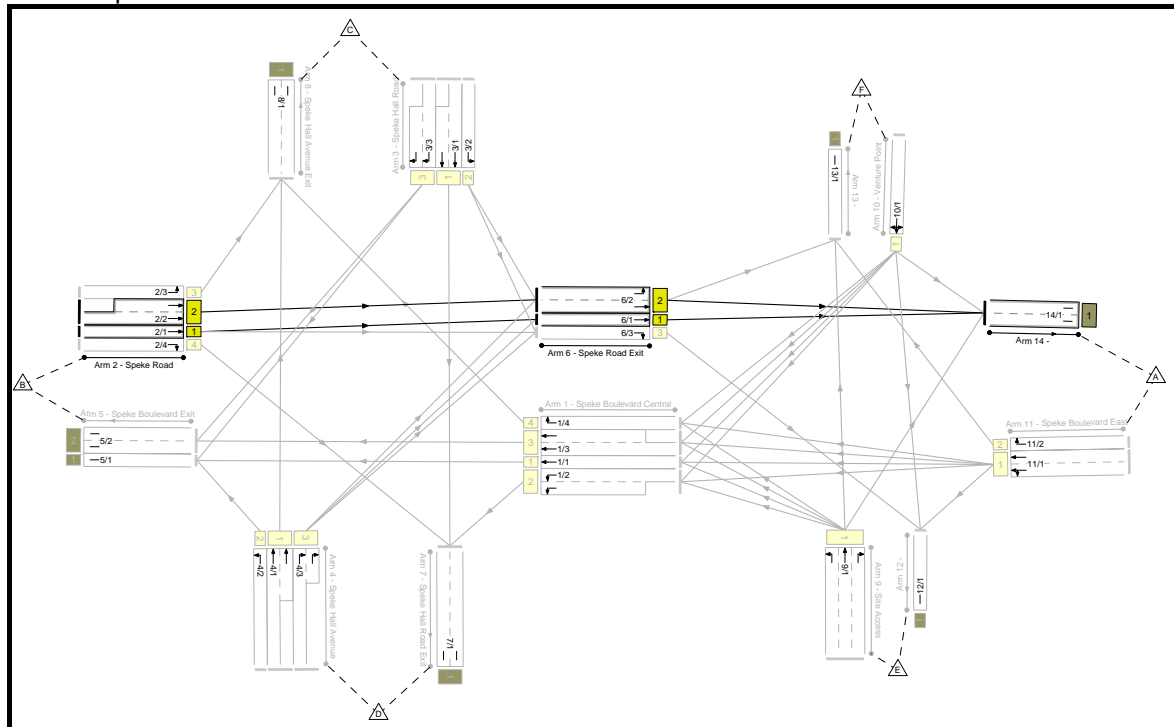 C
1
Arm 8 - Speke Hall Avenue Exit
8/1
Arm 3 - Speke Hall Road
3/3
3/1
3/2
3
1
2
F
1
13/1
Arm 13 -
Arm 10 - Venture Point
10/1
1
2/3
3
2/2
2
2/1
1
2/4
4
Arm 2 - Speke Road
B
6/2
2
6/1
1
6/3
3
Arm 6 - Speke Road Exit
14/1
1
Arm 14 -
A
Arm 5 - Speke Boulevard Exit
2
5/2
1
5/1
Arm 1 - Speke Boulevard Central
4
1/4
3
1/3
1
1/1
2
1/2
Arm 11 - Speke Boulevard East
2
11/2
1
11/1
2
1
3
4/2
4/1
4/3
Arm 4 - Speke Hall Avenue
Arm 7 - Speke Hall Road Exit
7/1
1
D
1
9/1
Arm 9 - Site Access
Arm 12 -
12/1
1
E